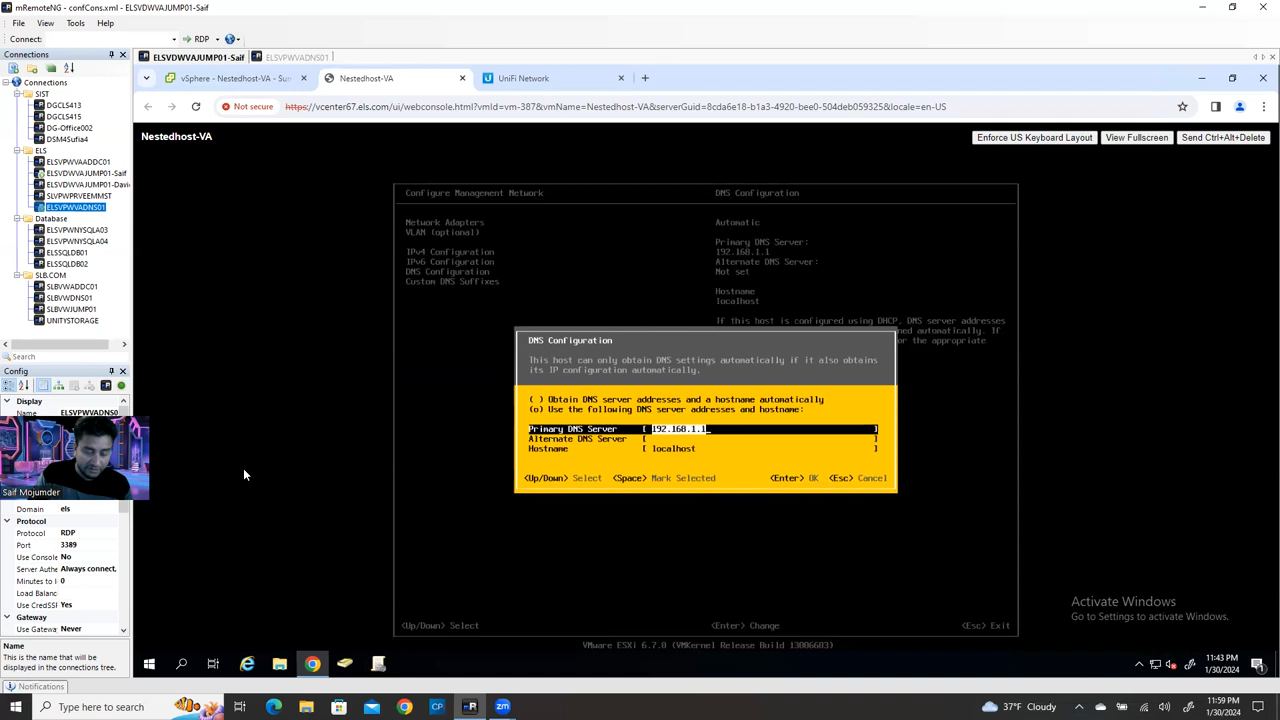 mRemoteNG - confCons.xml - ELSVDWVAJUMP01-Saif
File View Tools Help
Connect: RDP
Connections
ELSVDWVAJUMP01-Saif ELSVPWVADNS01
vSphere - Nestedhost-VA - Sum Nestedhost-VA UniFi Network
Not secure https://vcenter67.els.com/ui/webconsole.html?vmId=vm-387&vmName=Nestedhost-VA&serverGuid=8cda6e18-b1a3-4920-bee0-504deb059325&locale=en-US
Nestedhost-VA Enforce US Keyboard Layout View Fullscreen Send Ctrl+Alt+Delete
Connections
SIST
DGCLS413
DGCLS415
DG-Office002
DSM4Sufia4
ELS
ELSVPWVAADDC01
ELSVDWVAJUMP01-Saif
ELSVDWVAJUMP01-Davi
SLVPWPRVEEMMST
ELSVPWVADNS01
Database
ELSVPWNYSQLA03
ELSVPWNYSQLA04
ELSSQLDB01
ELSSQLDB02
SLB.COM
SLBVWADDC01
SLBVWDNS01
SLBVWJUMP01
UNITYSTORAGE
Search
Config
Display
Name ELSVPWVADNS0
Saif Mojumder
Domain els
Protocol
Protocol RDP
Port 3389
Use Console No
Server Authe Always connect,
Minutes to I 0
Load Balanc
Use CredSSF Yes
Gateway
Use Gatewa Never
Name
This is the name that will be
displayed in the connections tree.
Notifications
Configure Management Network
Network Adapters
VLAN (optional)
IPv4 Configuration
IPv6 Configuration
DNS Configuration
Custom DNS Suffixes
DNS Configuration
Automatic
Primary DNS Server:
192.168.1.1
Alternate DNS Server:
Not set
Hostname
localhost
If this host is configured using DHCP, DNS server addresses
ned automatically. If
or the appropriate
DNS Configuration
This host can only obtain DNS settings automatically if it also obtains
its IP configuration automatically.
( ) Obtain DNS server addresses and a hostname automatically
(o) Use the following DNS server addresses and hostname:
Primary DNS Server [ 192.168.1.1_ ]
Alternate DNS Server [ ]
Hostname [ localhost ]
<Up/Down> Select <Space> Mark Selected <Enter> OK <Esc> Cancel
<Up/Down> Select <Enter> Change <Esc> Exit
VMware ESXi 6.7.0 (VMKernel Release Build 13006603)
Activate Windows
Go to Settings to activate Windows.
11:43 PM
1/30/2024
Type here to search
37°F Cloudy
11:59 PM
1/30/2024